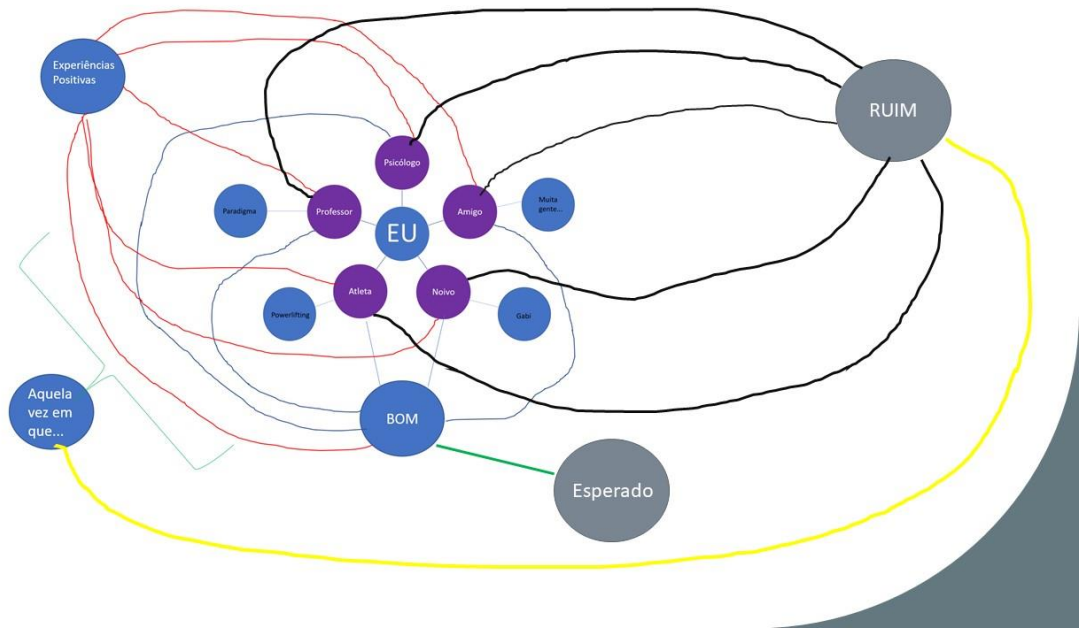 Experiências
Positivas
RUIM
Psicólogo
Paradigma
Professor
Amigo
Muita
gente...
EU
Atleta
Noivo
Powerlifting
Gabi
Aquela
vez em
que...
BOM
Esperado